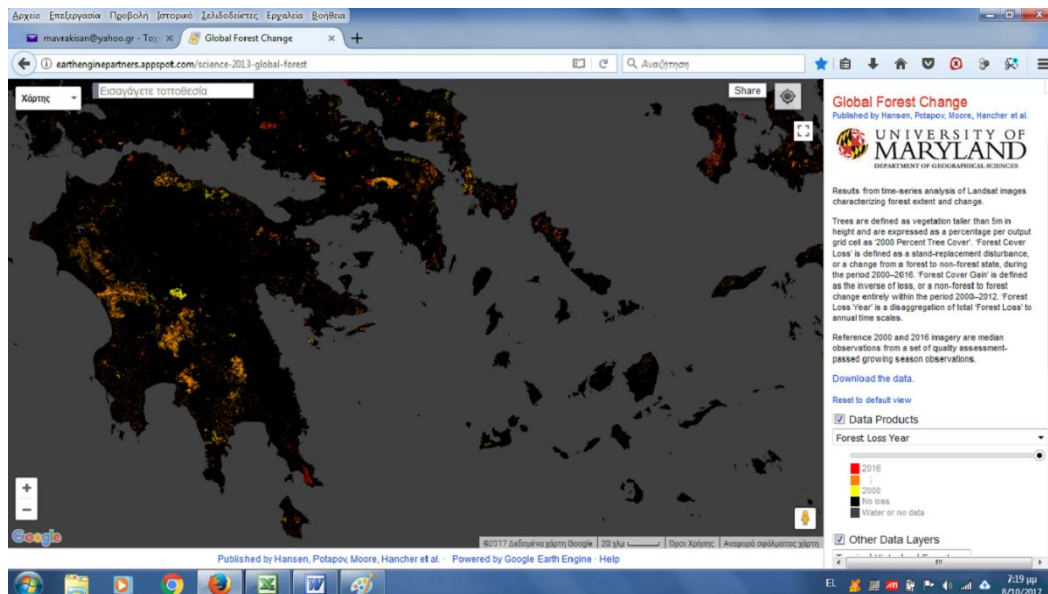 Αρχείο Επεξεργασία Προβολή Ιστορικό Σελιδοδείκτες Εργαλεία Βοήθεια
mavrakisan@yahoo.gr - Ταχ
Global Forest Change
earthenginepartners.appspot.com/science-2013-global-forest
Αναζήτηση
Χάρτης
Εισαγάγετε τοποθεσία
Share
Global Forest Change
Published by Hansen, Potapov, Moore, Hancher et al.
UNIVERSITY OF
MARYLAND
DEPARTMENT OF GEOGRAPHICAL SCIENCES
Results from time-series analysis of Landsat images
characterizing forest extent and change.
Trees are defined as vegetation taller than 5m in
height and are expressed as a percentage per output
grid cell as '2000 Percent Tree Cover'. 'Forest Cover
Loss' is defined as a stand-replacement disturbance,
or a change from a forest to non-forest state, during
the period 2000–2016. 'Forest Cover Gain' is defined
as the inverse of loss, or a non-forest to forest
change entirely within the period 2000–2012. 'Forest
Loss Year' is a disaggregation of total 'Forest Loss' to
annual time scales.
Reference 2000 and 2016 imagery are median
observations from a set of quality assessment-
passed growing season observations.
Download the data.
Reset to default view
Data Products
Forest Loss Year
2016
⋮
2000
No loss
Water or no data
Other Data Layers
Google
©2017 Δεδομένα χάρτη Google 20 χλμ Όροι Χρήσης Αναφορά σφάλματος χάρτη
Published by Hansen, Potapov, Moore, Hancher et al. · Powered by Google Earth Engine · Help
EL
7:19 μμ
8/10/2017